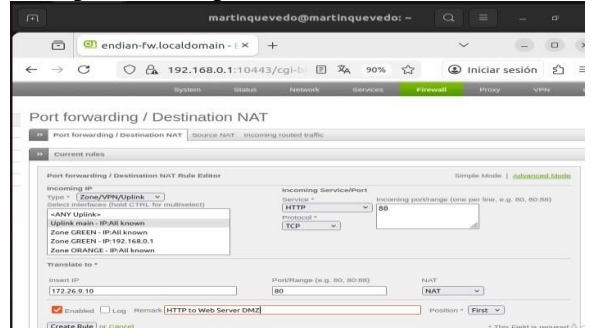 martinquevedo@martinquevedo: ~
endian-fw.localdomain - E ×
192.168.0.1:10443/cgi-b 90% Iniciar sesión
System Status Network Services Firewall Proxy VPN
Port forwarding / Destination NAT
Port forwarding / Destination NAT Source NAT Incoming routed traffic
Current rules
Port forwarding / Destination NAT Rule Editor Simple Mode | Advanced Mode
Incoming IP Incoming Service/Port
Type * Zone/VPN/Uplink Service * Incoming port/range (one per line, e.g. 80, 80:88)
Select interfaces (hold CTRL for multiselect) HTTP 80
<ANY Uplink> Protocol *
Uplink main - IP:All known TCP
Zone GREEN - IP:All known
Zone GREEN - IP:192.168.0.1
Zone ORANGE - IP:All known
Translate to *
Insert IP Port/Range (e.g. 80, 80:88) NAT
172.26.9.10 80 NAT
Enabled Log Remark HTTP to Web Server DMZ Position * First
Create Rule or Cancel * This Field is required